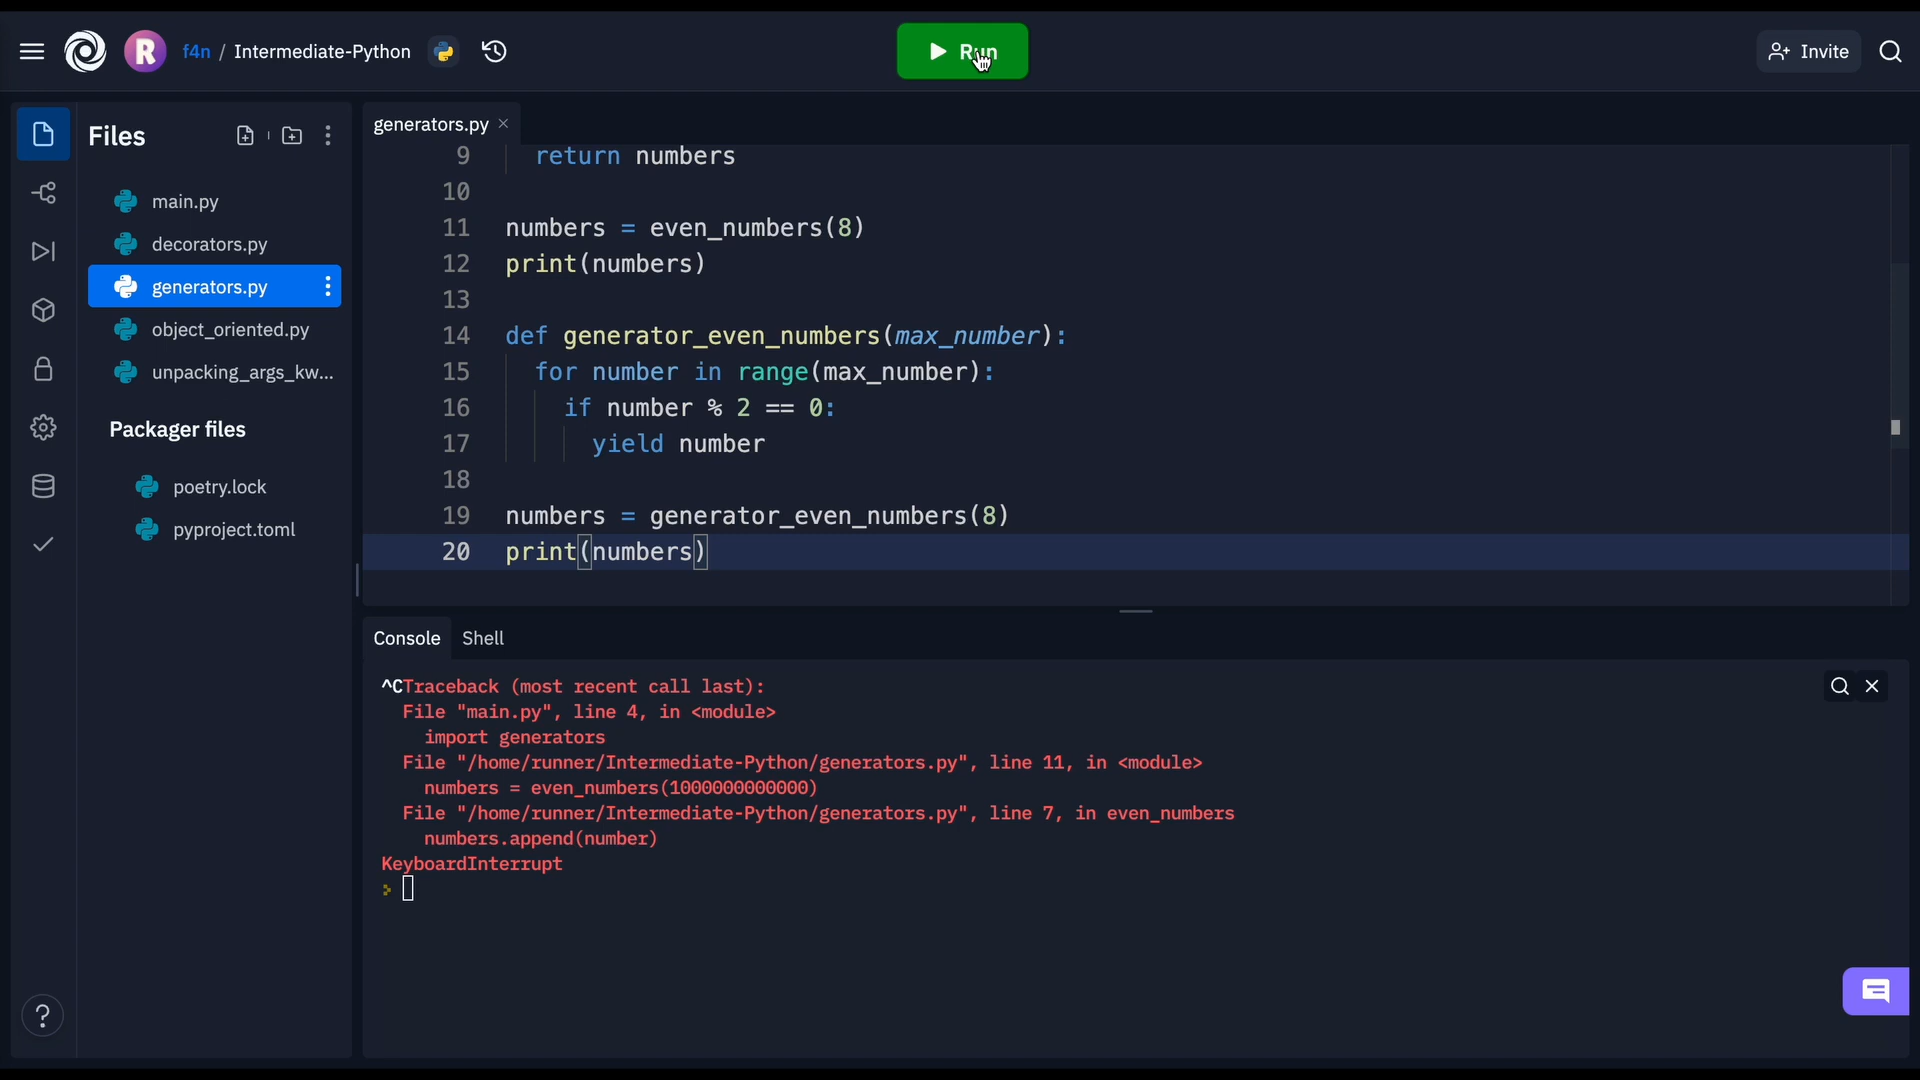 R f4n / Intermediate-Python
Run
Invite
Files
main.py
decorators.py
generators.py
object_oriented.py
unpacking_args_kw...
Packager files
poetry.lock
pyproject.toml
?
generators.py
9 return numbers
10
11 numbers = even_numbers(8)
12 print(numbers)
13
14 def generator_even_numbers(max_number):
15 for number in range(max_number):
16 if number % 2 == 0:
17 yield number
18
19 numbers = generator_even_numbers(8)
20 print(numbers)
Console Shell
^CTraceback (most recent call last):
File "main.py", line 4, in <module>
import generators
File "/home/runner/Intermediate-Python/generators.py", line 11, in <module>
numbers = even_numbers(1000000000000)
File "/home/runner/Intermediate-Python/generators.py", line 7, in even_numbers
numbers.append(number)
KeyboardInterrupt